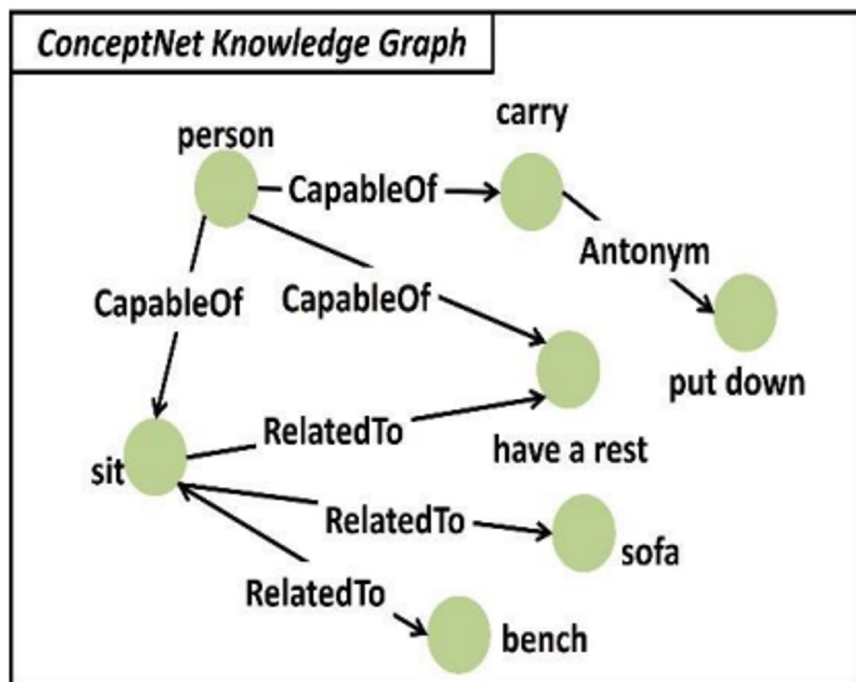 ConceptNet Knowledge Graph
carry
person
CapableOf
Antonym
CapableOf
CapableOf
put down
RelatedTo
have a rest
sit
RelatedTo
sofa
RelatedTo
bench